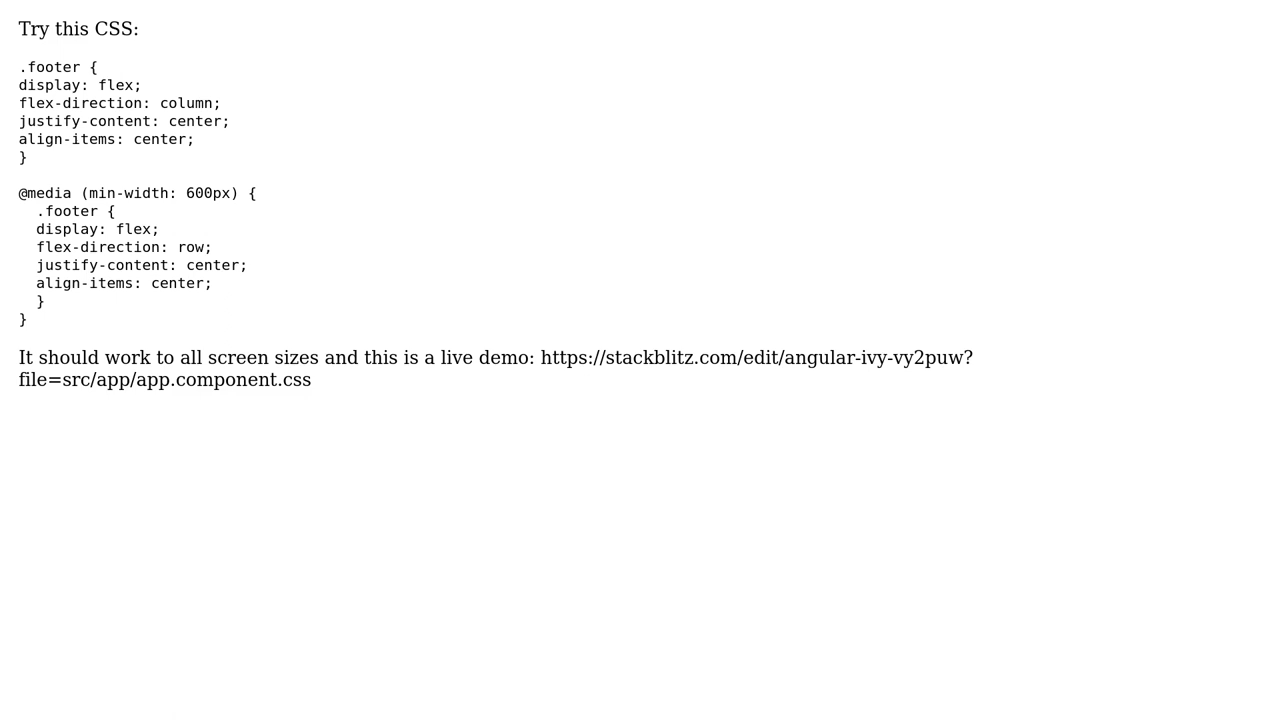 Try this CSS:
.footer {
display: flex;
flex-direction: column;
justify-content: center;
align-items: center;
}
@media (min-width: 600px) {
  .footer {
  display: flex;
  flex-direction: row;
  justify-content: center;
  align-items: center;
  }
}
It should work to all screen sizes and this is a live demo: https://stackblitz.com/edit/angular-ivy-vy2puw?
file=src/app/app.component.css